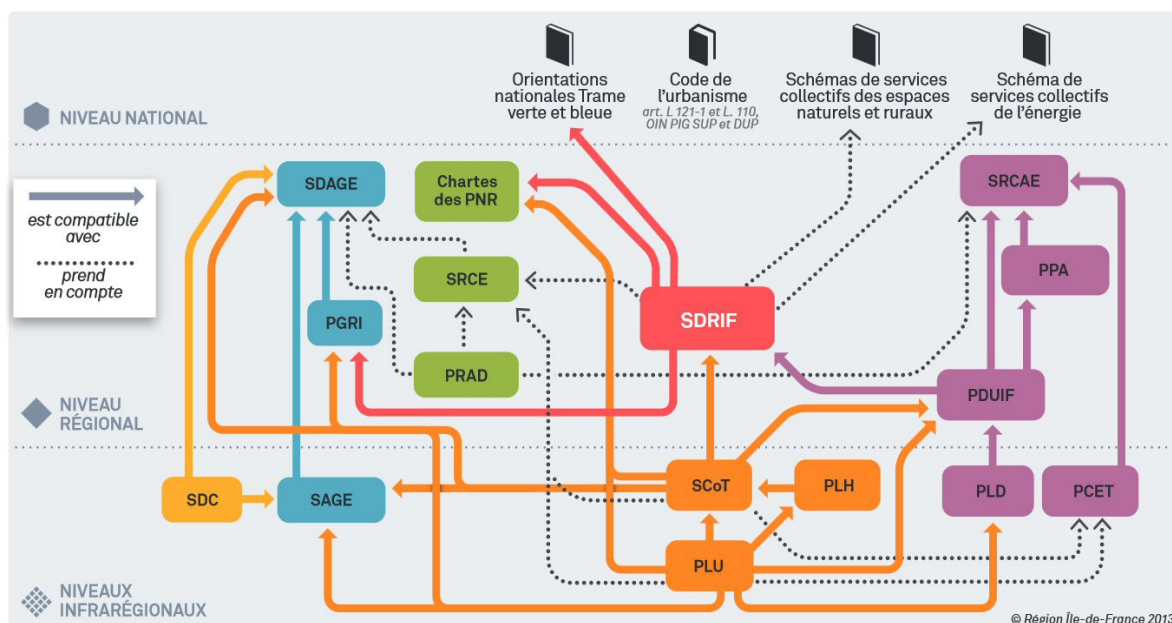 Orientations
nationales Trame
verte et bleue
Code de
l'urbanisme
art. L 121-1 et L. 110,
OIN PIG SUP et DUP
Schémas de services
collectifs des espaces
naturels et ruraux
Schéma de
services collectifs
de l'énergie
NIVEAU NATIONAL
est compatible
avec
prend
en compte
SDAGE
Chartes
des PNR
SRCAE
SRCE
PPA
PGRI
SDRIF
PRAD
PDUIF
NIVEAU
RÉGIONAL
SDC
SAGE
SCoT
PLH
PLD
PCET
PLU
NIVEAUX
INFRARÉGIONAUX
© Région Île-de-France 2013